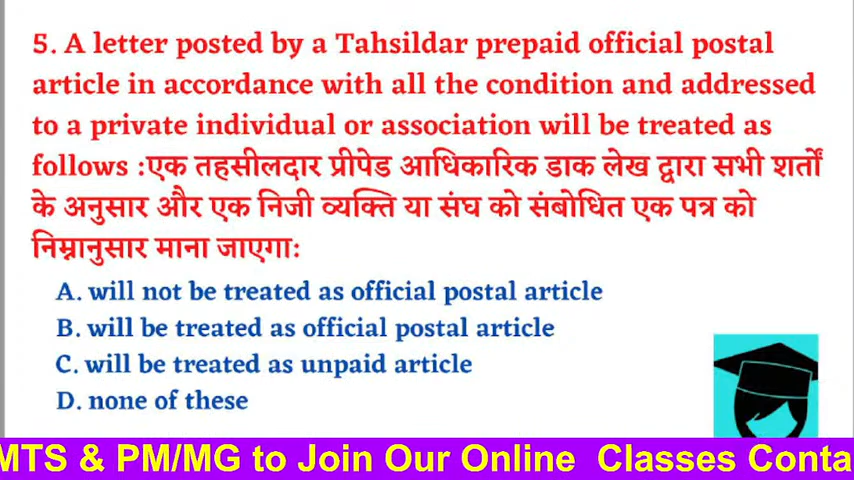 5. A letter posted by a Tahsildar prepaid official postal
article in accordance with all the condition and addressed
to a private individual or association will be treated as
follows :एक तहसीलदार प्रीपेड आधिकारिक डाक लेख द्वारा सभी शर्तों
के अनुसार और एक निजी व्यक्ति या संघ को संबोधित एक पत्र को
निम्नानुसार माना जाएगाः
A. will not be treated as official postal article
B. will be treated as official postal article
C. will be treated as unpaid article
D. none of these
MTS & PM/MG to Join Our Online Classes Conta